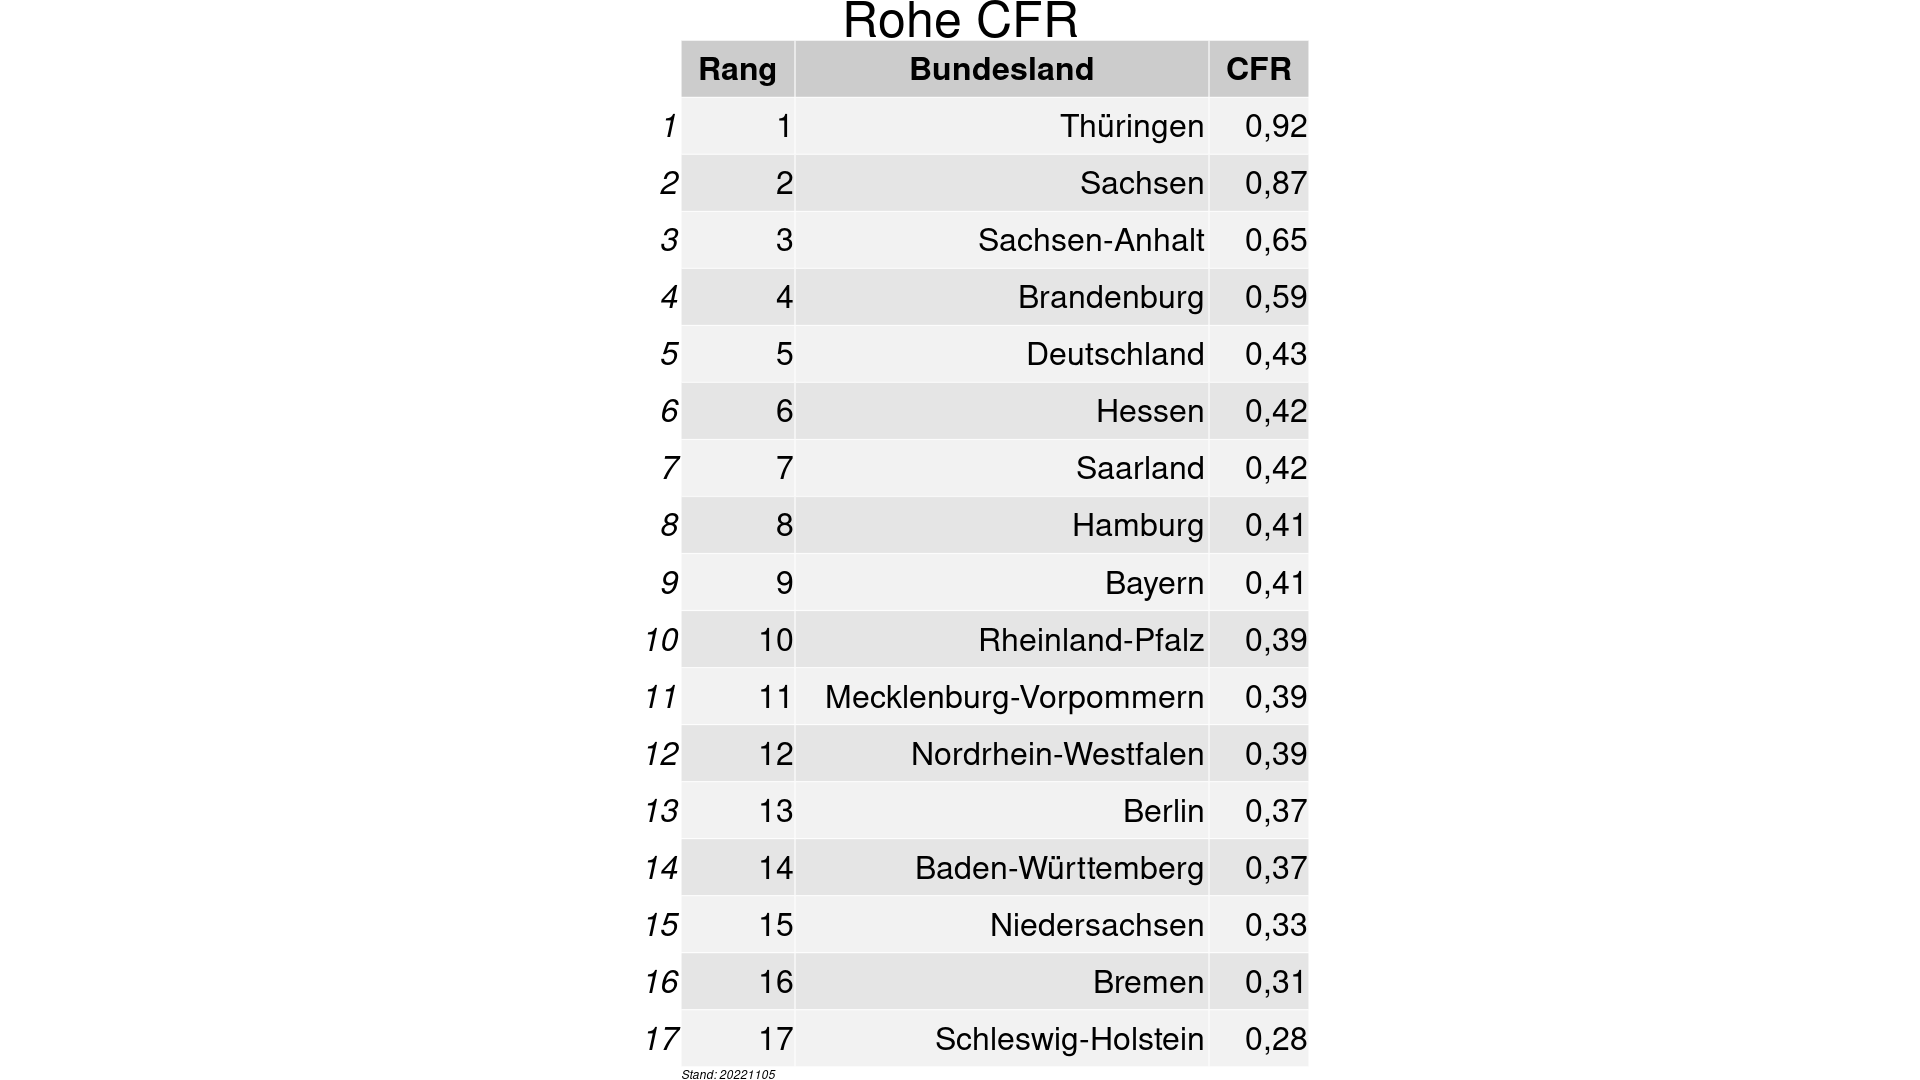 Rohe CFR
Rang Bundesland CFR
1 1 Thüringen 0,92
2 2 Sachsen 0,87
3 3 Sachsen-Anhalt 0,65
4 4 Brandenburg 0,59
5 5 Deutschland 0,43
6 6 Hessen 0,42
7 7 Saarland 0,42
8 8 Hamburg 0,41
9 9 Bayern 0,41
10 10 Rheinland-Pfalz 0,39
11 11 Mecklenburg-Vorpommern 0,39
12 12 Nordrhein-Westfalen 0,39
13 13 Berlin 0,37
14 14 Baden-Württemberg 0,37
15 15 Niedersachsen 0,33
16 16 Bremen 0,31
17 17 Schleswig-Holstein 0,28
Stand: 20221105